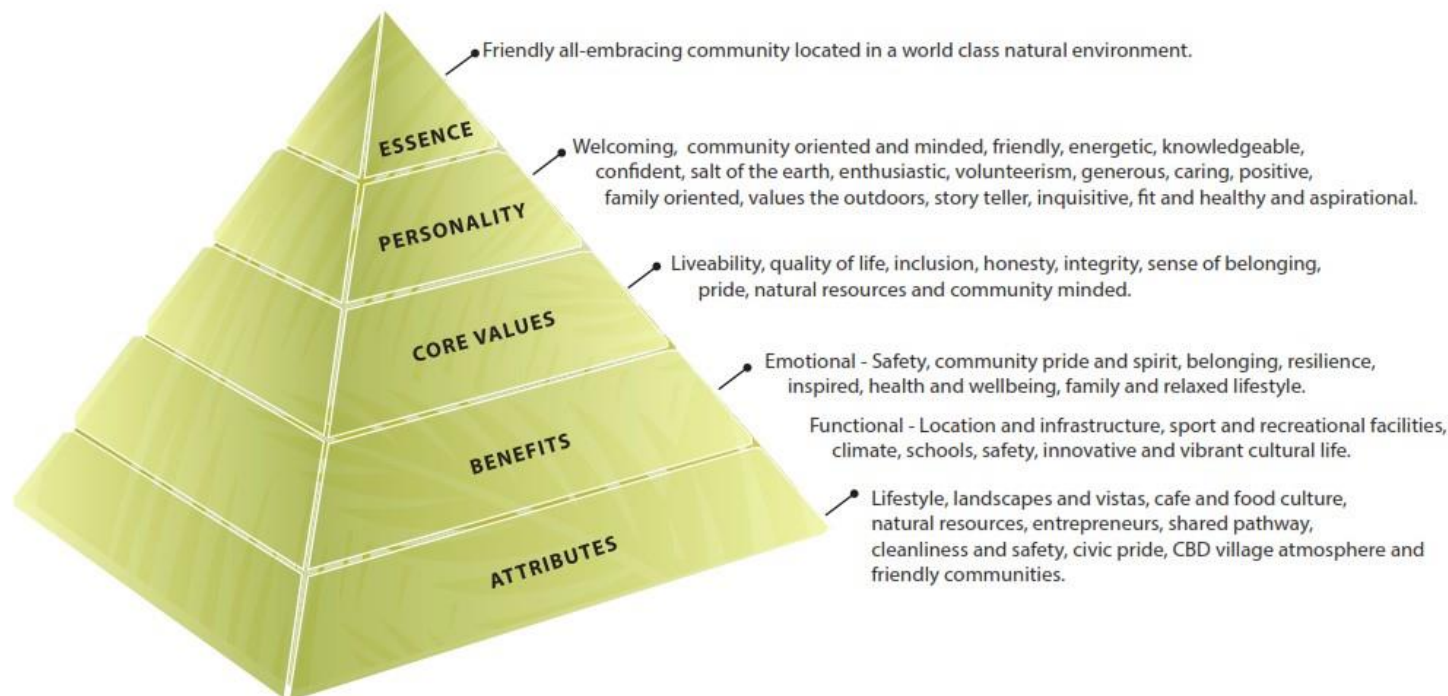 Friendly all-embracing community located in a world class natural environment.
ESSENCE
Welcoming, community oriented and minded, friendly, energetic, knowledgeable,
confident, salt of the earth, enthusiastic, volunteerism, generous, caring, positive,
family oriented, values the outdoors, story teller, inquisitive, fit and healthy and aspirational.
PERSONALITY
Liveability, quality of life, inclusion, honesty, integrity, sense of belonging,
pride, natural resources and community minded.
CORE VALUES
Emotional - Safety, community pride and spirit, belonging, resilience,
inspired, health and wellbeing, family and relaxed lifestyle.
Functional - Location and infrastructure, sport and recreational facilities,
climate, schools, safety, innovative and vibrant cultural life.
BENEFITS
Lifestyle, landscapes and vistas, cafe and food culture,
natural resources, entrepreneurs, shared pathway,
cleanliness and safety, civic pride, CBD village atmosphere and
friendly communities.
ATTRIBUTES